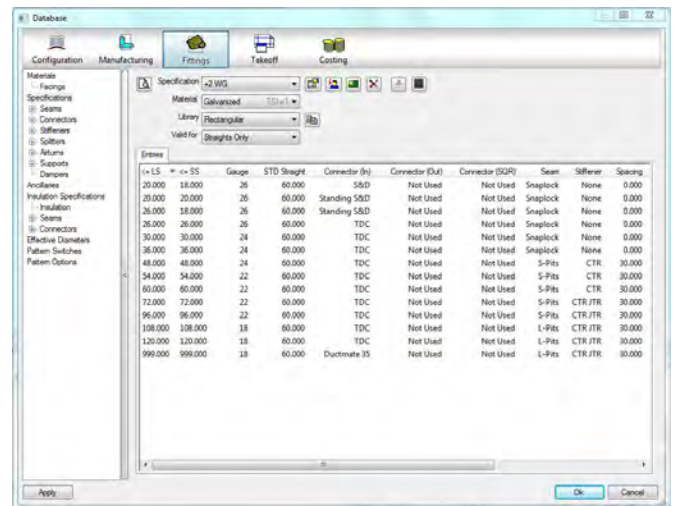 Database
Configuration Manufacturing Fittings Takeoff Costing
Materials
Facings
Specifications
Seams
Connectors
Stiffeners
Splitters
Airturns
Supports
Dampers
Ancillaries
Insulation Specifications
Insulation
Seams
Connectors
Effective Diameters
Pattern Switches
Pattern Options
Specification +2 WG
Material Galvanized
Library Rectangular
Valid for Straights Only
Entries
<= LS <= SS Gauge STD Straight Connector (In) Connector (Out) Connector (SQR) Seam Stiffener Spacing
20.000 18.000 26 60.000 S&D Not Used Not Used Snaplock None 0.000
20.000 20.000 26 60.000 Standing S&D Not Used Not Used Snaplock None 0.000
26.000 18.000 26 60.000 Standing S&D Not Used Not Used Snaplock None 0.000
26.000 26.000 26 60.000 TDC Not Used Not Used Snaplock None 0.000
30.000 30.000 24 60.000 TDC Not Used Not Used Snaplock None 0.000
36.000 36.000 24 60.000 TDC Not Used Not Used Snaplock None 0.000
48.000 48.000 24 60.000 TDC Not Used Not Used S-Pits CTR 30.000
54.000 54.000 22 60.000 TDC Not Used Not Used S-Pits CTR 30.000
60.000 60.000 22 60.000 TDC Not Used Not Used S-Pits CTR 30.000
72.000 72.000 22 60.000 TDC Not Used Not Used S-Pits CTR JTR 30.000
96.000 96.000 22 60.000 TDC Not Used Not Used S-Pits CTR JTR 30.000
108.000 108.000 18 60.000 TDC Not Used Not Used L-Pits CTR JTR 30.000
120.000 120.000 18 60.000 TDC Not Used Not Used L-Pits CTR JTR 30.000
999.000 999.000 18 60.000 Ductmate 35 Not Used Not Used L-Pits CTR JTR 30.000
Apply Ok Cancel